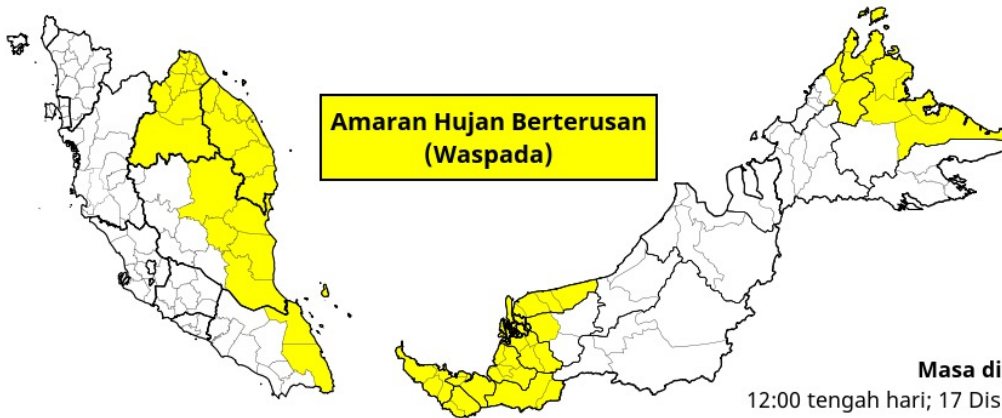 Amaran Hujan Berterusan
(Waspada)
Masa di
12:00 tengah hari; 17 Dis